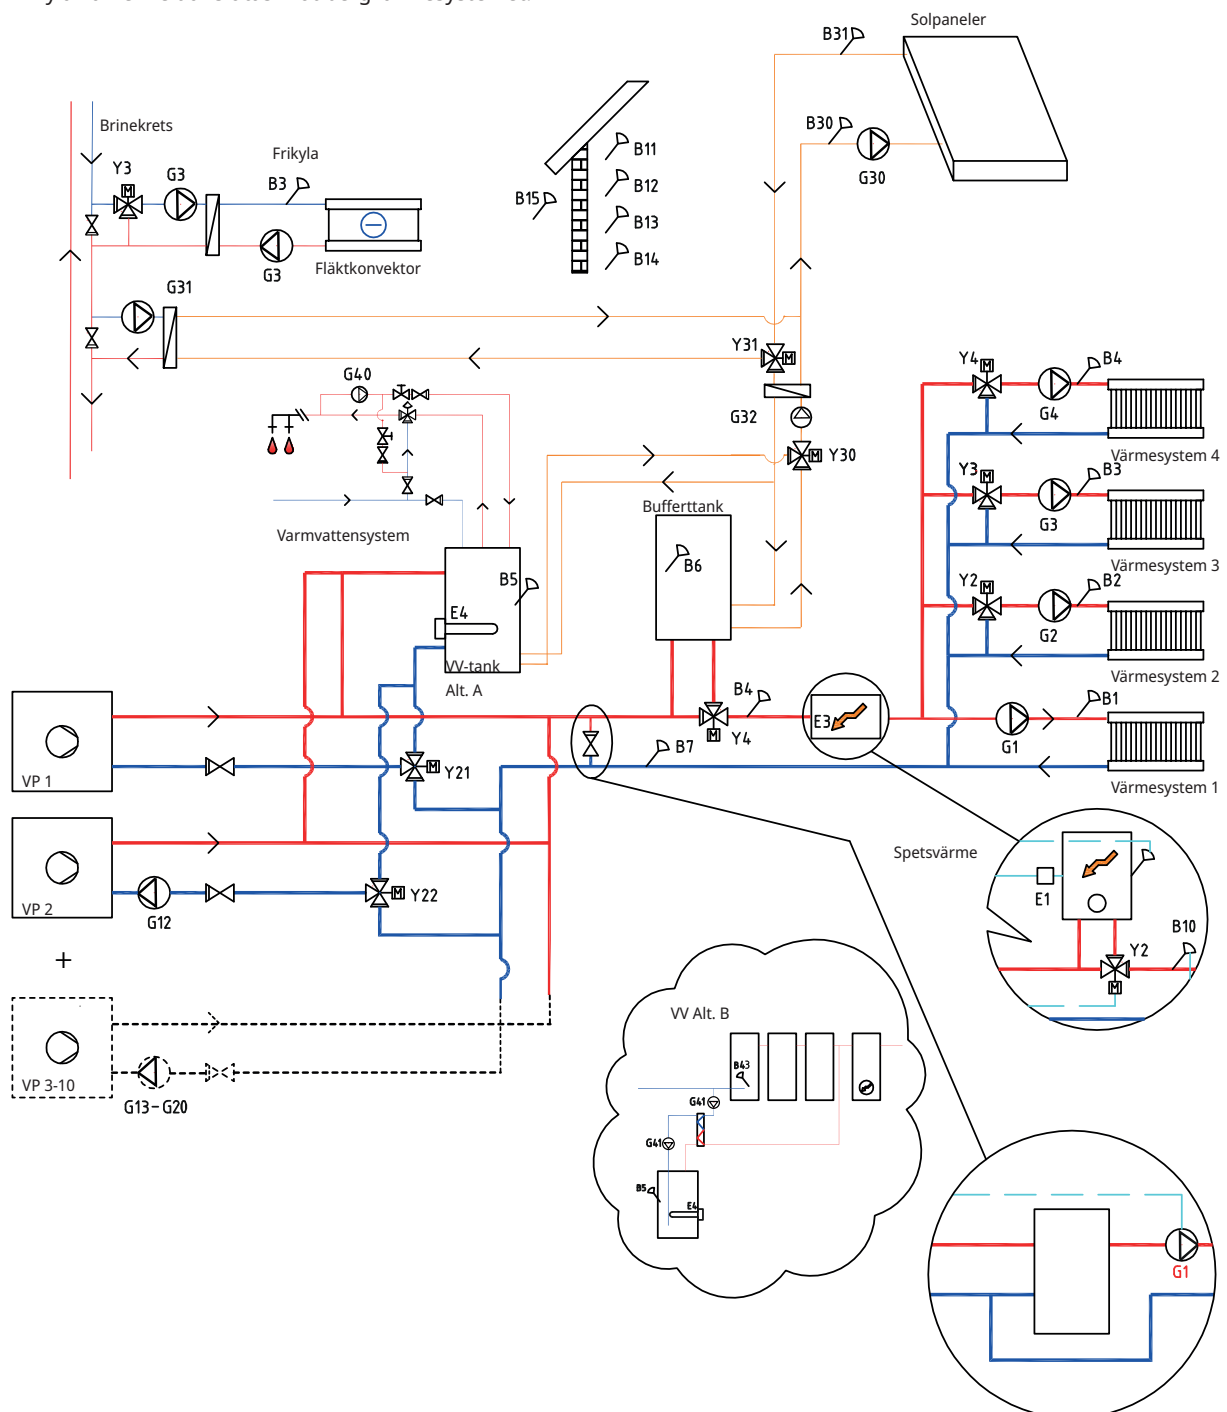 Solpaneler
B31
B30
G30
Brinekrets
Y3
G3
Frikyla
B3
G3
Fläktkonvektor
B11
B12
B13
B14
B15
G31
Y31
G32
Y30
G40
Varmvattensystem
Bufferttank
B6
B5
E4
VV-tank
Alt. A
Y4
B4
G4
Värmesystem 4
Y3
B3
G3
Värmesystem 3
Y2
B2
G2
Värmesystem 2
B1
G1
Värmesystem 1
B4
Y4
E3
B7
VP 1
Y21
VP 2
G12
Y22
+
VP 3-10
G13-G20
Spetsvärme
E1
Y2
B10
VV Alt. B
B43
G41
G41
B5
E4
G1